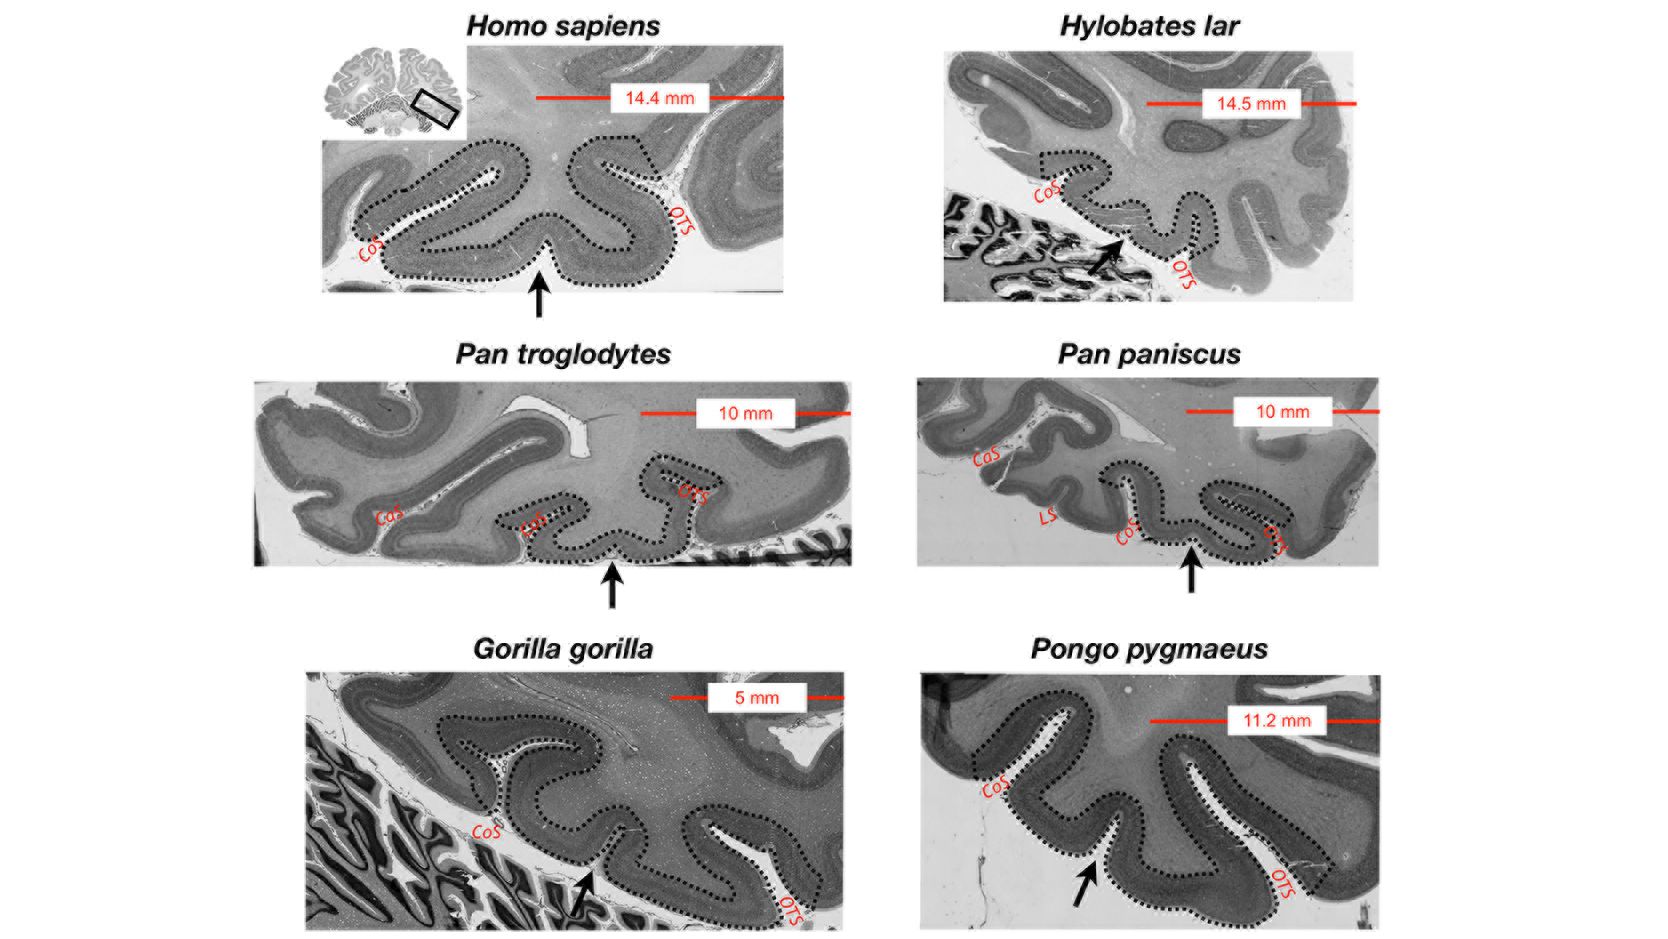 Homo sapiens
14.4 mm
CoS
OTS
Hylobates lar
14.5 mm
CoS
OTS
Pan troglodytes
10 mm
CaS
CoS
OTS
Pan paniscus
10 mm
CaS
LS
CoS
OTS
Gorilla gorilla
5 mm
CoS
OTS
Pongo pygmaeus
11.2 mm
CoS
OTS